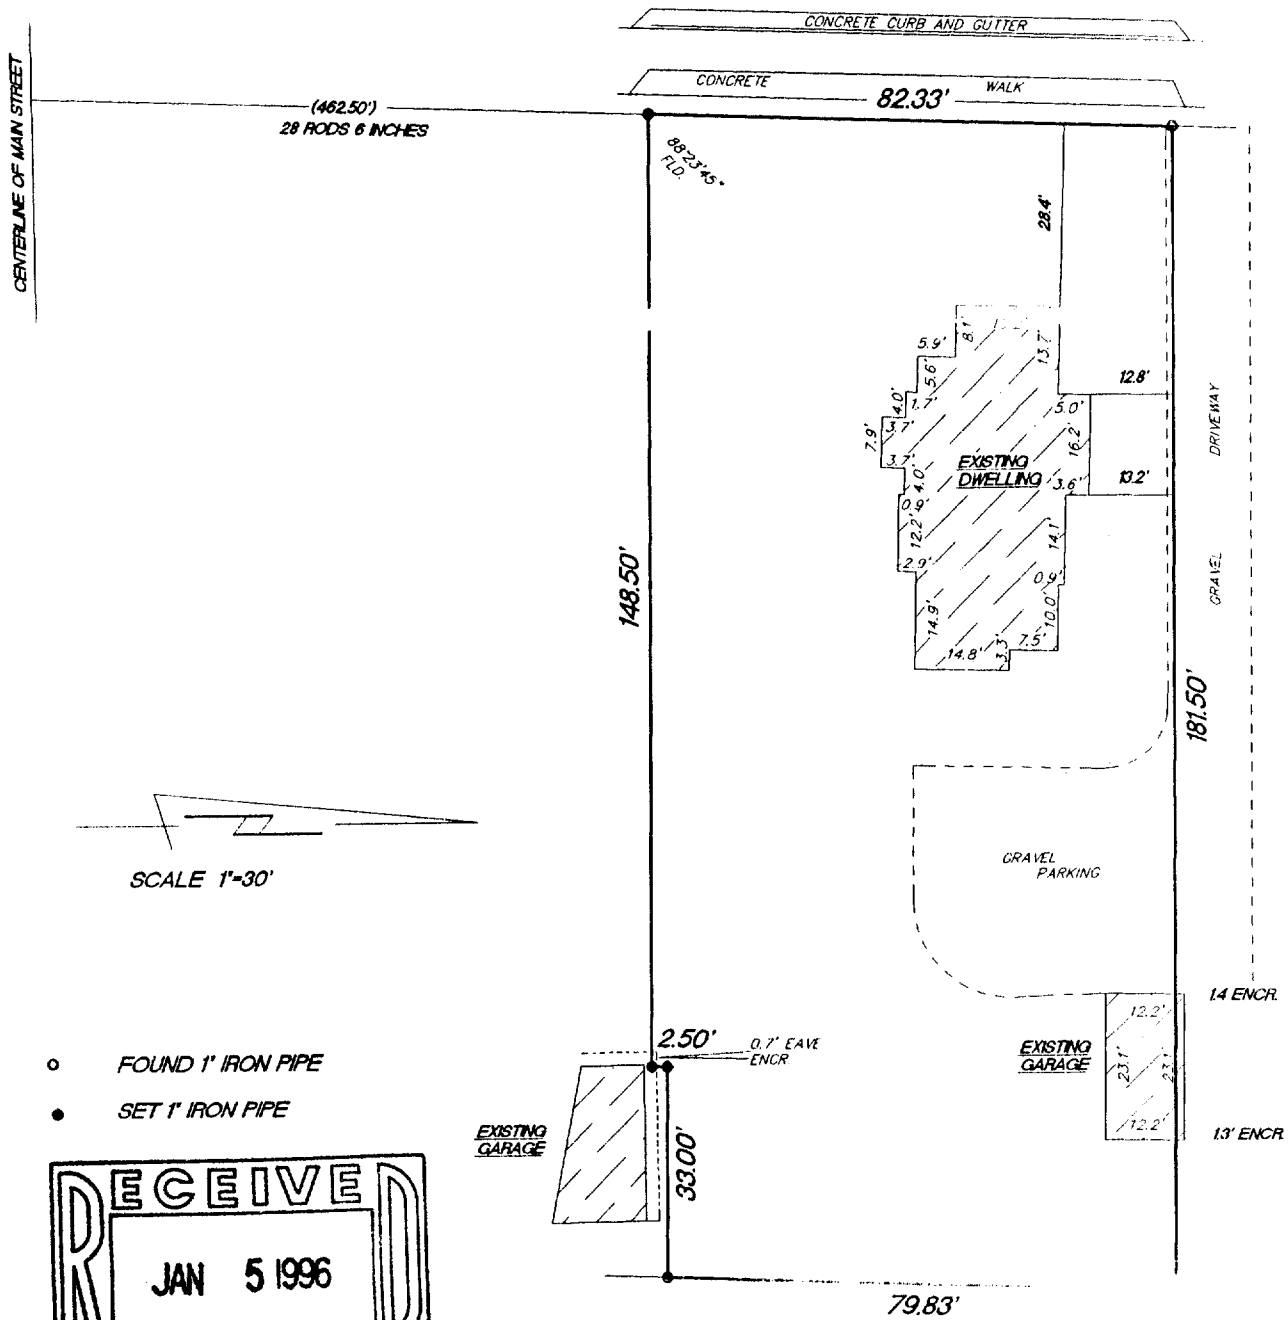 CONCRETE CURB AND GUTTER
CONCRETE WALK
82.33'
CENTERLINE OF MAIN STREET
(462.50')
28 RODS 6 INCHES
88°23'45"
FLD.
28.4'
8.1'
13.7'
5.9'
5.6'
12.8'
4.0'
1.7'
5.0'
7.9'
3.7'
16.2'
3.7'
EXISTING
DWELLING
4.0'
3.6'
13.2'
0.9'
12.2'
14.1'
2.9'
0.9'
14.9'
10.0'
7.5'
14.8'
3.3'
GRAVEL DRIVEWAY
148.50'
181.50'
SCALE 1"=30'
GRAVEL
PARKING
1.4 ENCR.
12.2'
EXISTING
GARAGE
23.1'
23.1'
12.2'
1.3' ENCR.
2.50'
0.7' EAVE
ENCR.
FOUND 1" IRON PIPE
SET 1" IRON PIPE
EXISTING
GARAGE
33.00'
79.83'
RECEIVED
JAN 5 1996